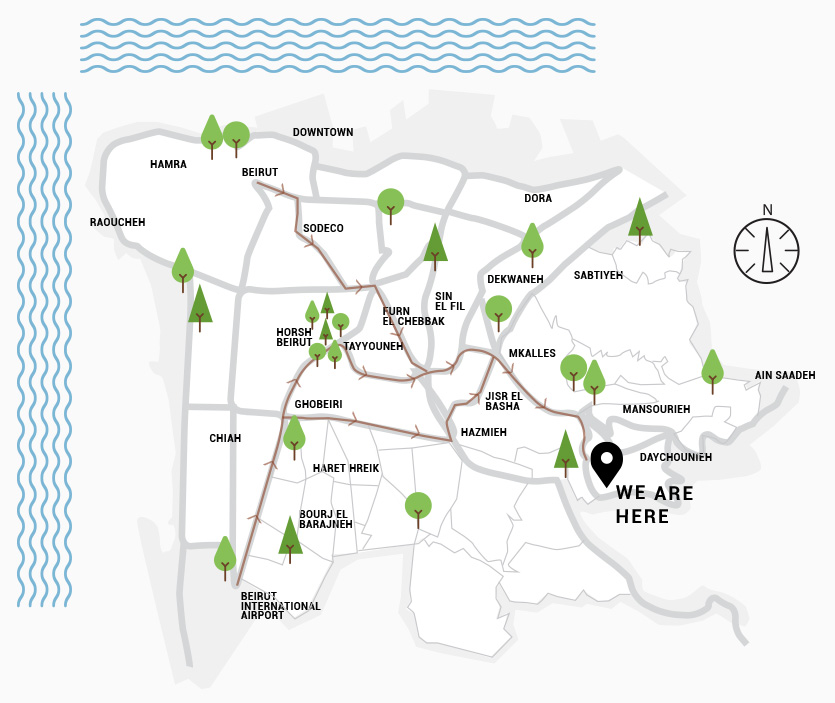 DOWNTOWN
HAMRA
BEIRUT
DORA
N
RAOUCHEH
SODECO
SABTIYEH
DEKWANEH
SIN
EL FIL
FURN
EL CHEBBAK
HORSH
BEIRUT
TAYYOUNEH
MKALLES
AIN SAADEH
JISR EL
BASHA
GHOBEIRI
MANSOURIEH
CHIAH
HAZMIEH
HARET HREIK
DAYCHOUNIEH
WE ARE
HERE
BOURJ EL
BARAJNEH
BEIRUT
INTERNATIONAL
AIRPORT